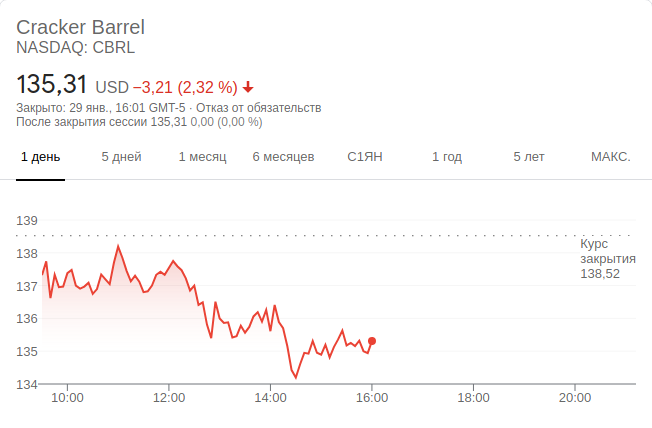 Cracker Barrel
NASDAQ: CBRL
135,31 USD −3,21 (2,32 %)
Закрыто: 29 янв., 16:01 GMT-5 · Отказ от обязательств
После закрытия сессии 135,31 0,00 (0,00 %)
1 день 5 дней 1 месяц 6 месяцев С1ЯН 1 год 5 лет МАКС.
139
Курс
закрытия
138,52
138
137
136
135
134
10:00 12:00 14:00 16:00 18:00 20:00